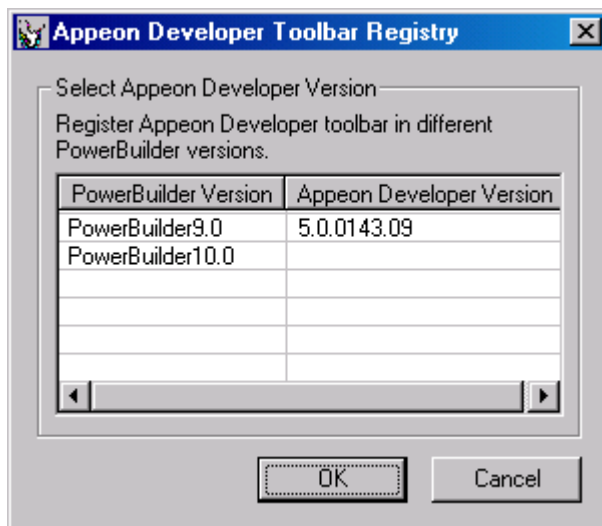 Appeon Developer Toolbar Registry
Select Appeon Developer Version
Register Appeon Developer toolbar in different
PowerBuilder versions.
PowerBuilder Version Appeon Developer Version
PowerBuilder9.0 5.0.0143.09
PowerBuilder10.0
OK Cancel